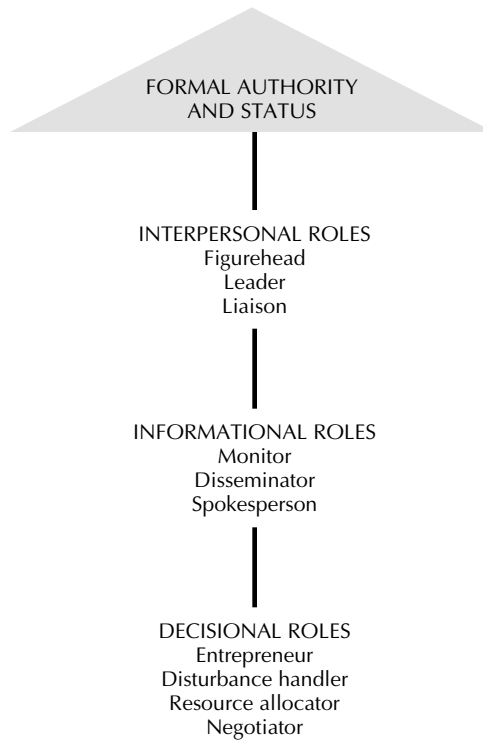 FORMAL AUTHORITY
AND STATUS
INTERPERSONAL ROLES
Figurehead
Leader
Liaison
INFORMATIONAL ROLES
Monitor
Disseminator
Spokesperson
DECISIONAL ROLES
Entrepreneur
Disturbance handler
Resource allocator
Negotiator